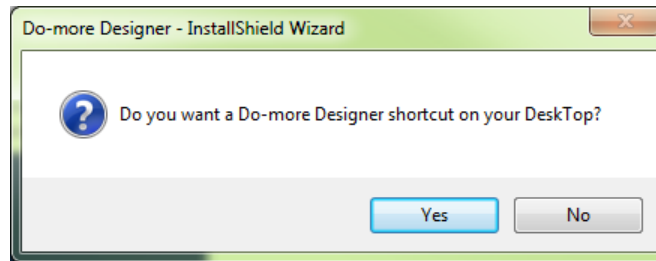 Do-more Designer - InstallShield Wizard
Do you want a Do-more Designer shortcut on your DeskTop?
Yes No